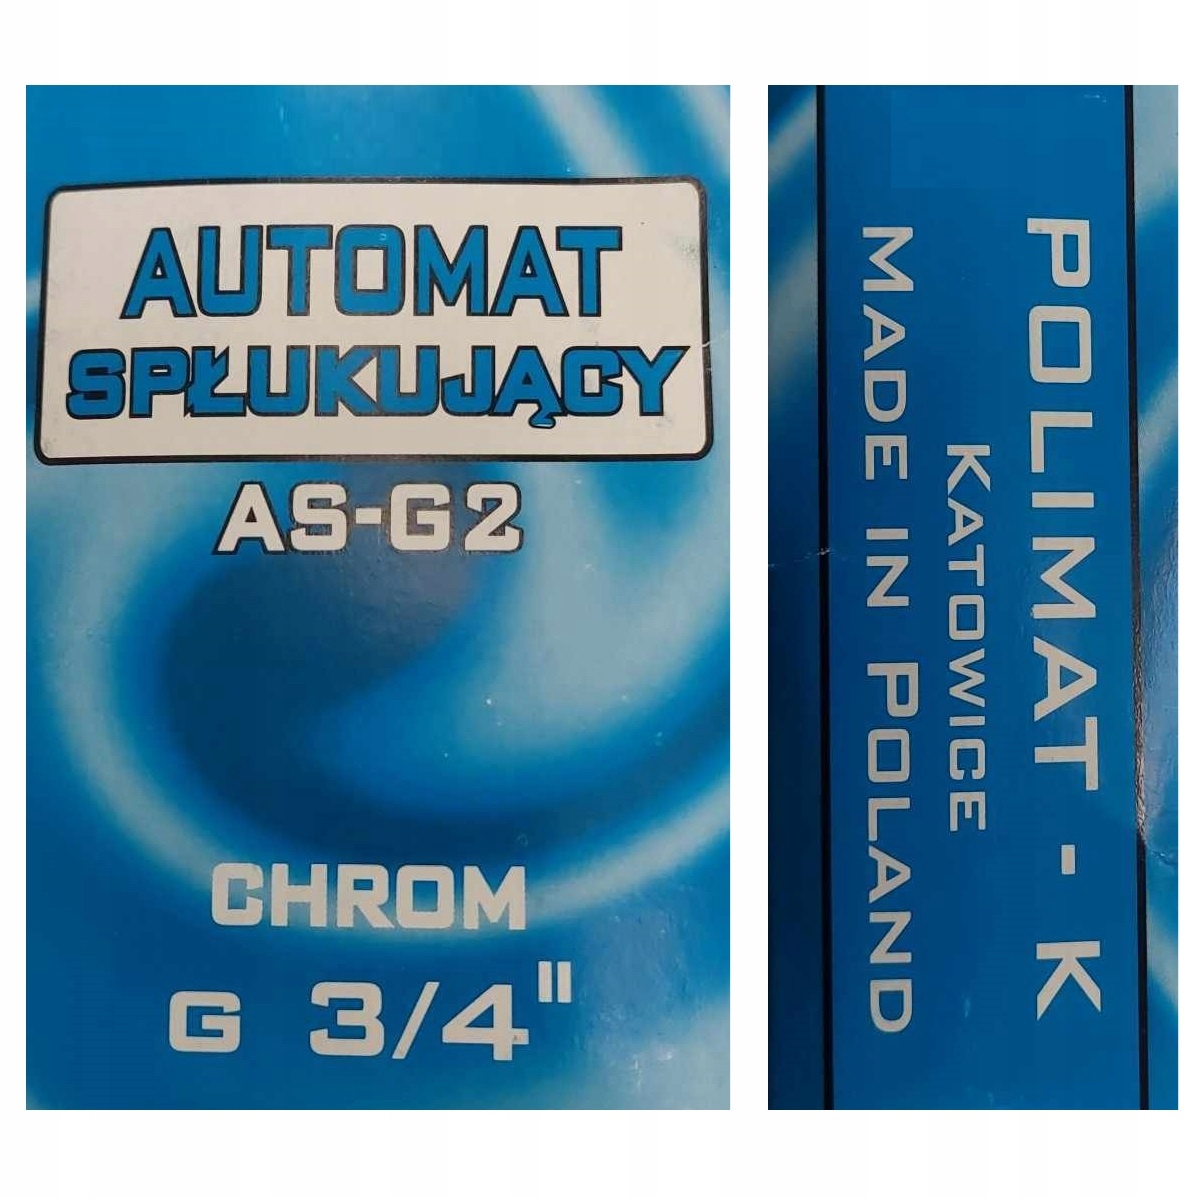 AUTOMAT
SPŁUKUJĄCY
AS-G2
CHROM
G 3/4"
POLIMAT - K
KATOWICE
MADE IN POLAND